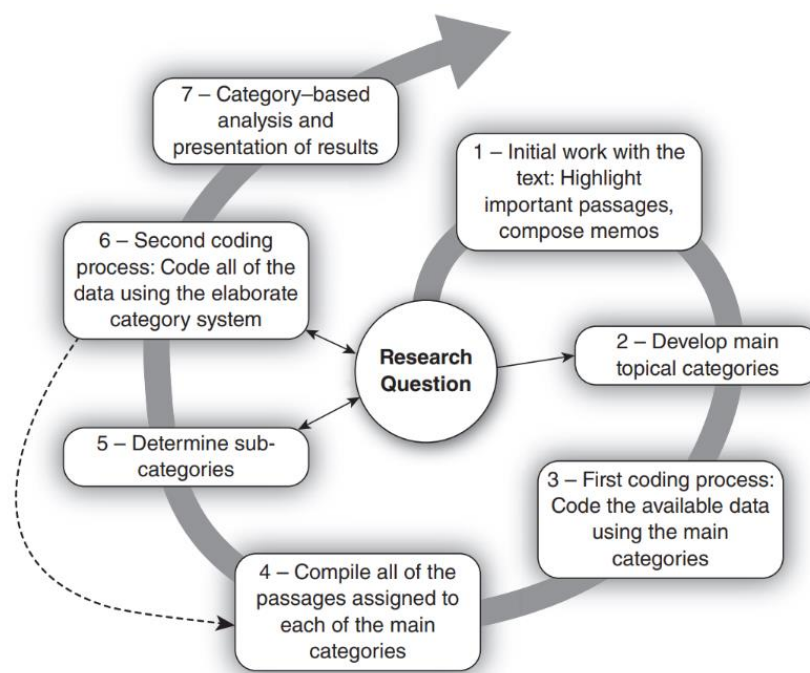 7 – Category–based
analysis and
presentation of results
1 – Initial work with the
text: Highlight
important passages,
compose memos
6 – Second coding
process: Code all of the
data using the elaborate
category system
Research
Question
2 – Develop main
topical categories
5 – Determine sub-
categories
3 – First coding process:
Code the available data
using the main
categories
4 – Compile all of the
passages assigned to
each of the main
categories